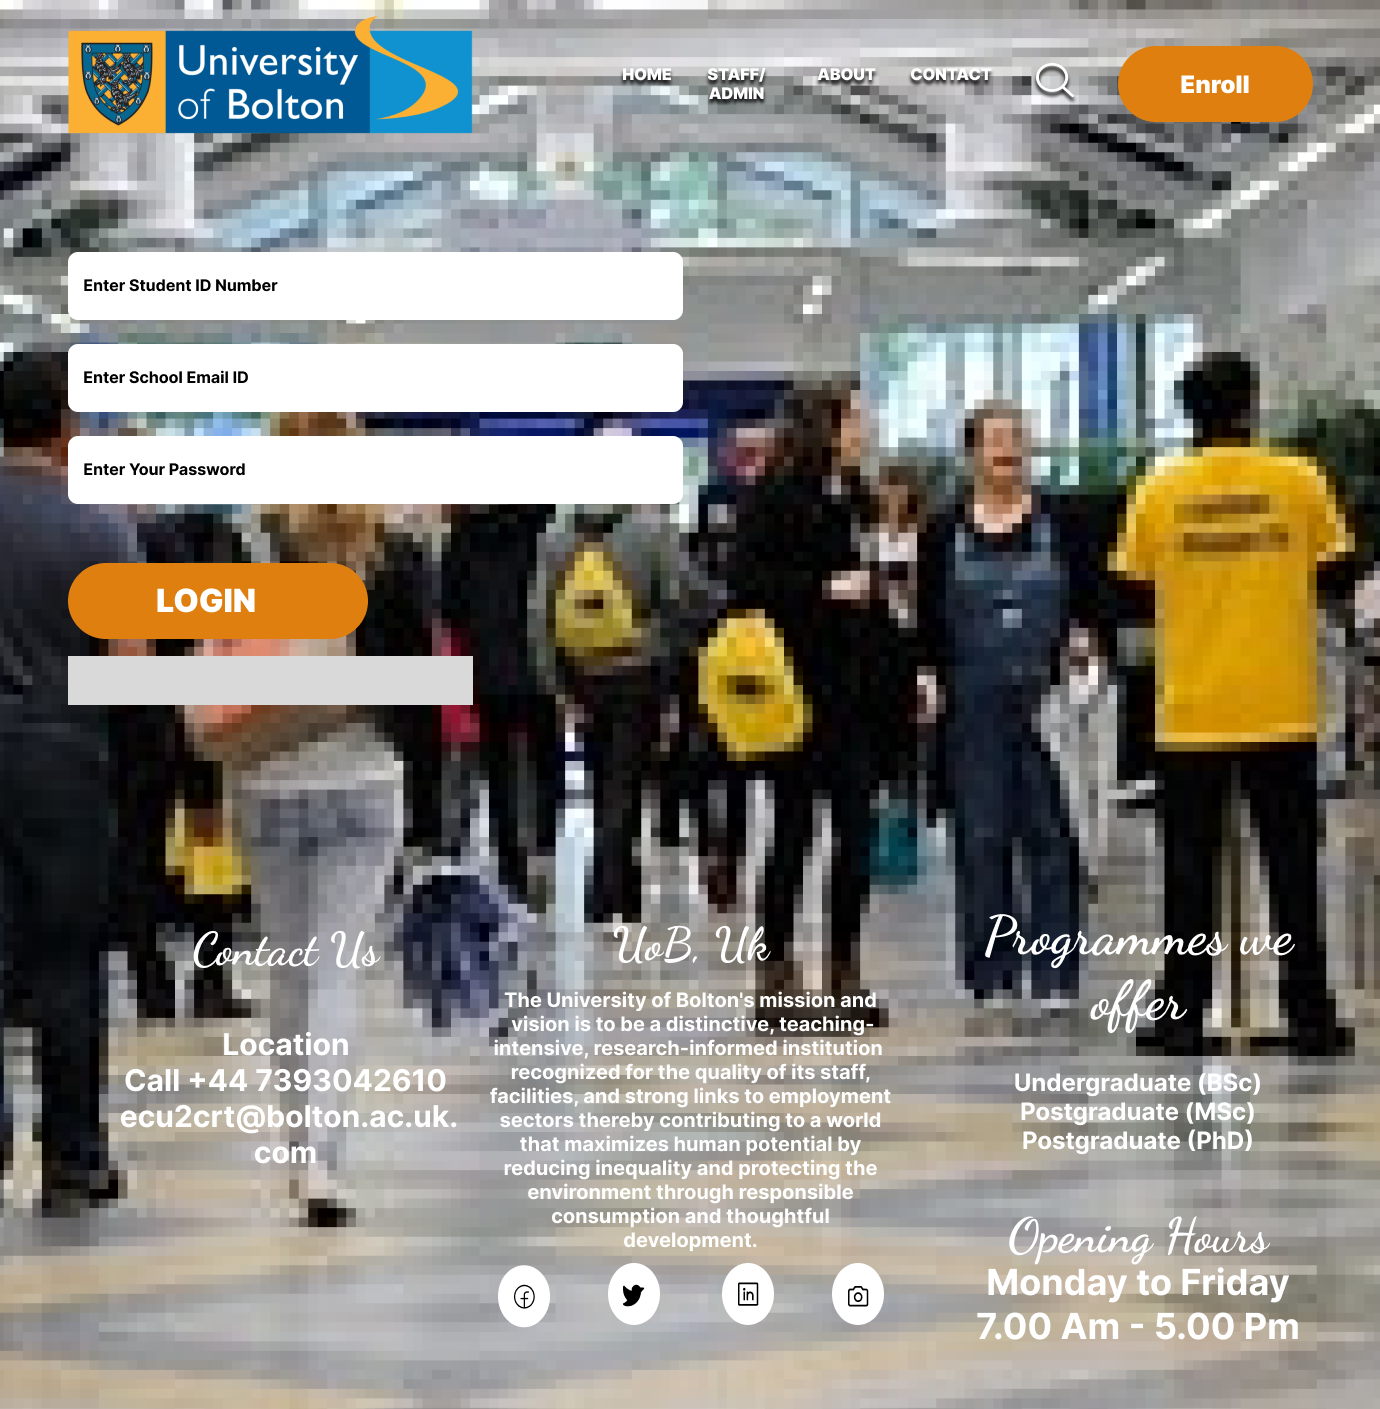 University
of Bolton
HOME
STAFF/
ADMIN
ABOUT
CONTACT
Enroll
Enter Student ID Number
Enter School Email ID
Enter Your Password
LOGIN
Contact Us
Location
Call +44 7393042610
ecu2crt@bolton.ac.uk.
com
UoB, Uk
The University of Bolton's mission and
vision is to be a distinctive, teaching-
intensive, research-informed institution
recognized for the quality of its staff,
facilities, and strong links to employment
sectors thereby contributing to a world
that maximizes human potential by
reducing inequality and protecting the
environment through responsible
consumption and thoughtful
development.
Programmes we
offer
Undergraduate (BSc)
Postgraduate (MSc)
Postgraduate (PhD)
Opening Hours
Monday to Friday
7.00 Am - 5.00 Pm